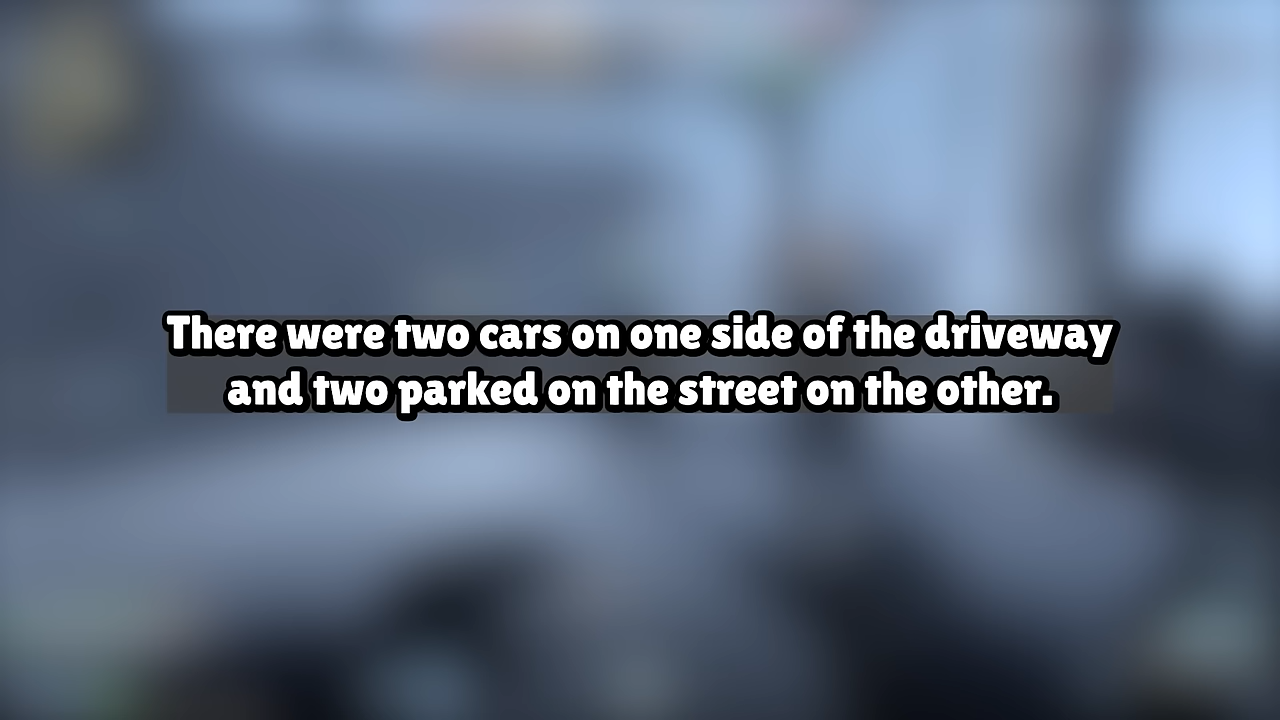 There were two cars on one side of the driveway
and two parked on the street on the other.